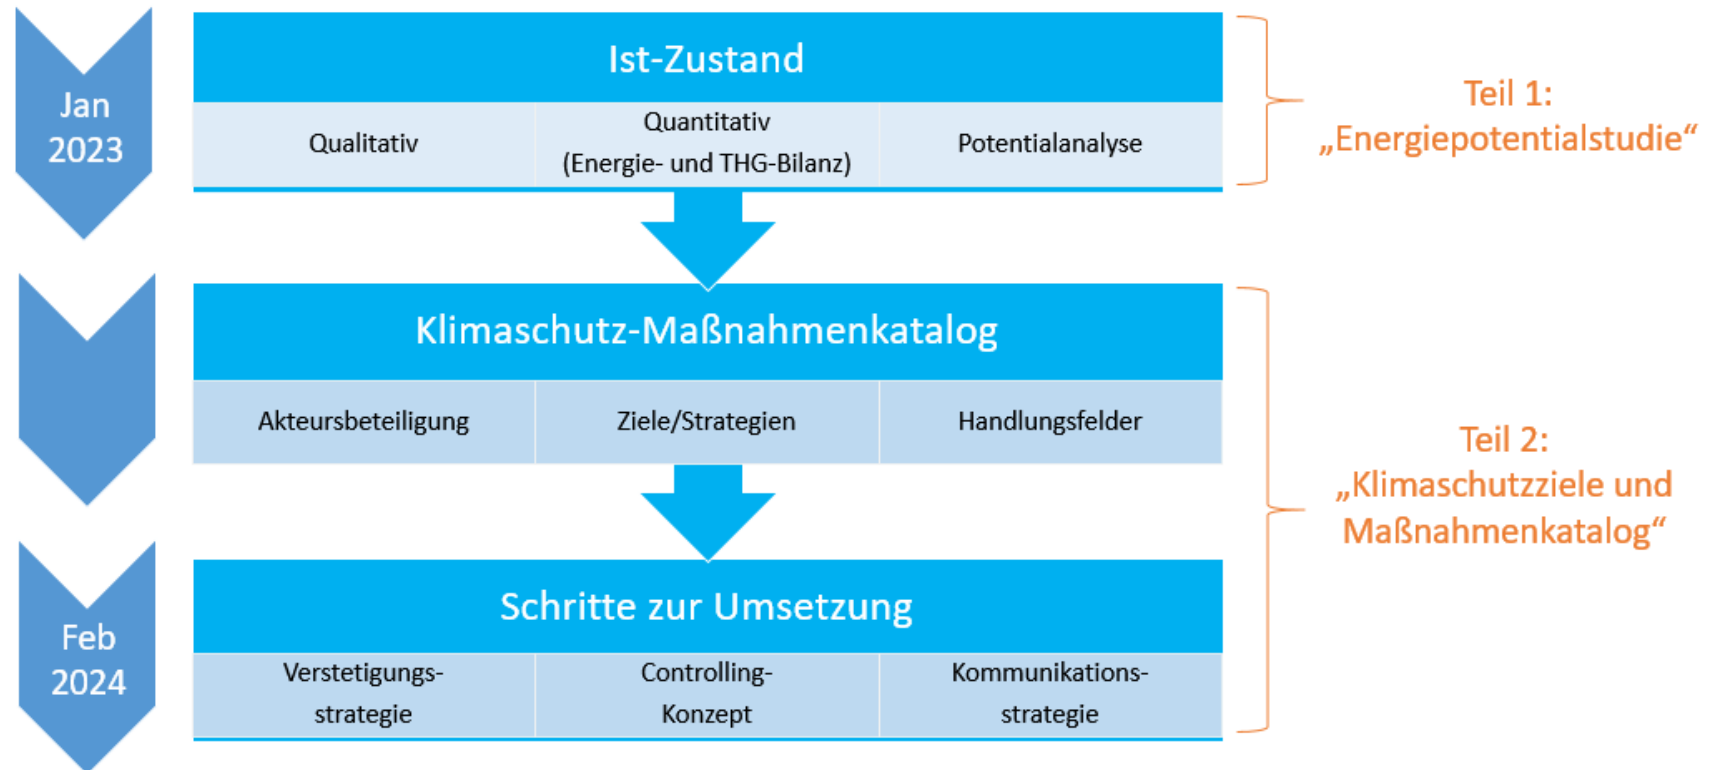 Jan
2023
Ist-Zustand
Qualitativ
Quantitativ
(Energie- und THG-Bilanz)
Potentialanalyse
Teil 1:
„Energiepotentialstudie“
Klimaschutz-Maßnahmenkatalog
Akteursbeteiligung
Ziele/Strategien
Handlungsfelder
Teil 2:
„Klimaschutzziele und
Maßnahmenkatalog“
Feb
2024
Schritte zur Umsetzung
Verstetigungs-
strategie
Controlling-
Konzept
Kommunikations-
strategie